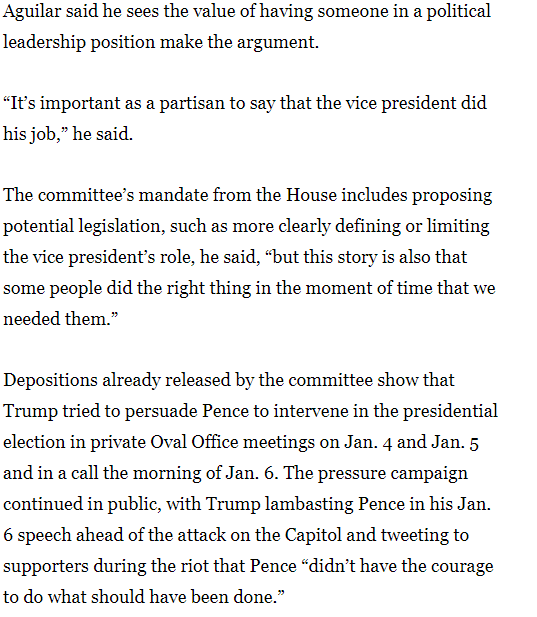 Aguilar said he sees the value of having someone in a political
leadership position make the argument.
“It’s important as a partisan to say that the vice president did
his job,” he said.
The committee’s mandate from the House includes proposing
potential legislation, such as more clearly defining or limiting
the vice president’s role, he said, “but this story is also that
some people did the right thing in the moment of time that we
needed them.”
Depositions already released by the committee show that
Trump tried to persuade Pence to intervene in the presidential
election in private Oval Office meetings on Jan. 4 and Jan. 5
and in a call the morning of Jan. 6. The pressure campaign
continued in public, with Trump lambasting Pence in his Jan.
6 speech ahead of the attack on the Capitol and tweeting to
supporters during the riot that Pence “didn’t have the courage
to do what should have been done.”